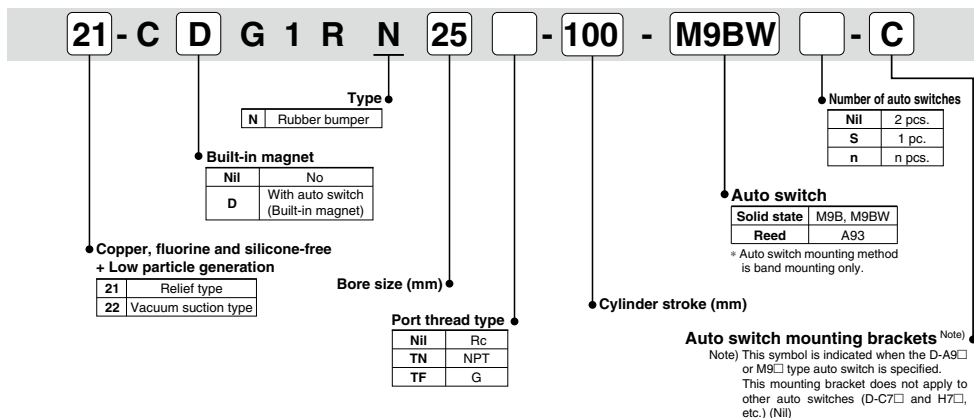 21 - C D G 1 R N 25 - 100 - M9BW - C
Type
N Rubber bumper
Number of auto switches
Nil 2 pcs.
S 1 pc.
n n pcs.
Built-in magnet
Nil No
D With auto switch
(Built-in magnet)
Auto switch
Solid state M9B, M9BW
Reed A93
* Auto switch mounting method
is band mounting only.
Copper, fluorine and silicone-free
+ Low particle generation
21 Relief type
22 Vacuum suction type
Bore size (mm)
Cylinder stroke (mm)
Port thread type
Nil Rc
TN NPT
TF G
Auto switch mounting brackets Note)
Note) This symbol is indicated when the D-A9□
or M9□ type auto switch is specified.
This mounting bracket does not apply to
other auto switches (D-C7□ and H7□,
etc.) (Nil)